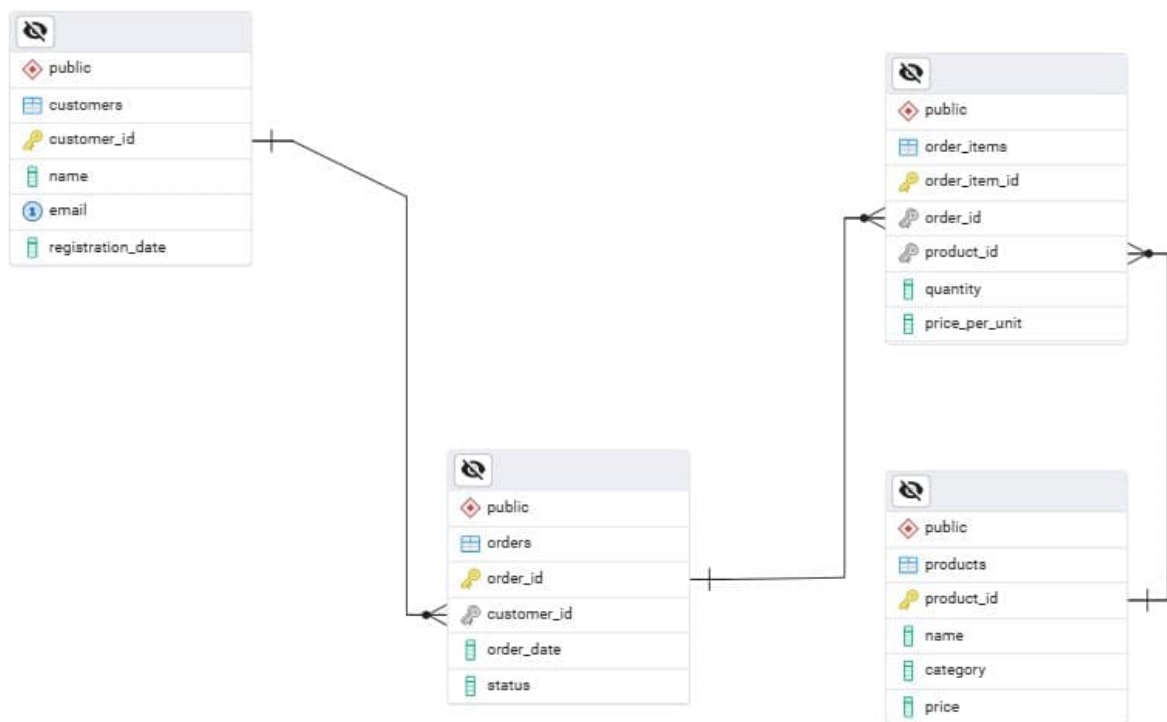 public
customers
customer_id
name
1
email
registration_date
public
order_items
order_item_id
order_id
product_id
quantity
price_per_unit
public
orders
order_id
customer_id
order_date
status
public
products
product_id
name
category
price